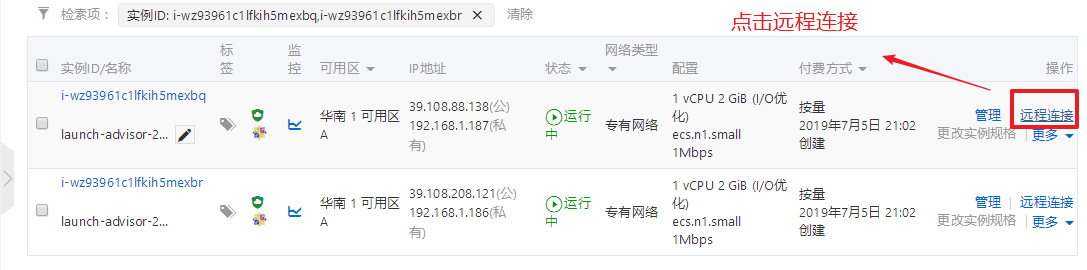 检索项： 实例ID: i-wz93961c1lfkih5mexbq,i-wz93961c1lfkih5mexbr ✕ 清除
点击远程连接
实例ID/名称 标签 监控 可用区 IP地址 状态 网络类型 配置 付费方式 操作
i-wz93961c1lfkih5mexbq
launch-advisor-2...
华南 1 可用区
A
39.108.88.138(公)
192.168.1.187(私
有)
运行
中
专有网络
1 vCPU 2 GiB (I/O优
化)
ecs.n1.small
1Mbps
按量
2019年7月5日 21:02
创建
管理 | 远程连接
更改实例规格 | 更多
i-wz93961c1lfkih5mexbr
launch-advisor-2...
华南 1 可用区
A
39.108.208.121(公)
192.168.1.186(私
有)
运行
中
专有网络
1 vCPU 2 GiB (I/O优
化)
ecs.n1.small
1Mbps
按量
2019年7月5日 21:02
创建
管理 | 远程连接
更改实例规格 | 更多